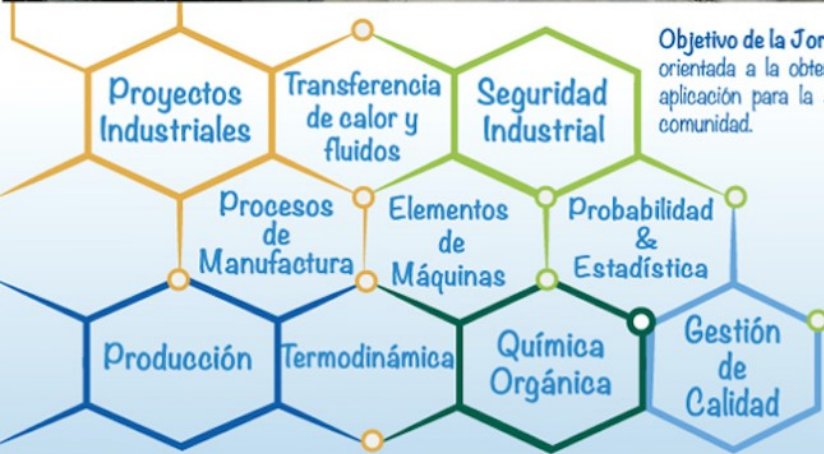 Proyectos
Industriales
Transferencia
de calor y
fluidos
Seguridad
Industrial
Objetivo de la
orientada a la
aplicación para la
comunidad.
Procesos
de
Manufactura
Elementos
de
Máquinas
Probabilidad
&
Estadística
Producción
Termodinámica
Química
Orgánica
Gestión
de
Calidad